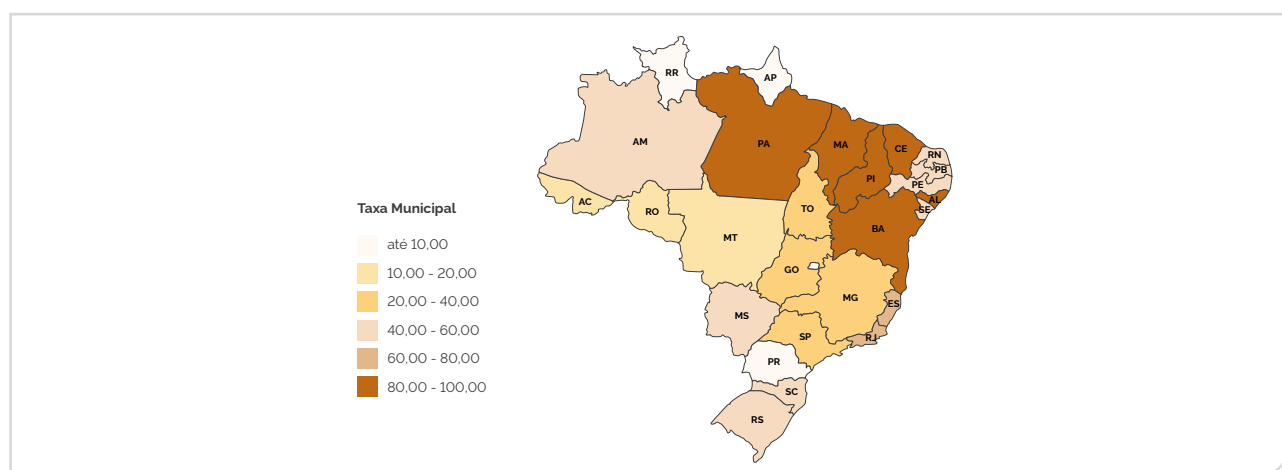 RR
AP
AM
PA
MA
CE
RN
PB
PI
PE
AL
SE
AC
RO
TO
BA
MT
GO
MG
ES
MS
SP
RJ
PR
SC
RS
Taxa Municipal
até 10,00
10,00 - 20,00
20,00 - 40,00
40,00 - 60,00
60,00 - 80,00
80,00 - 100,00